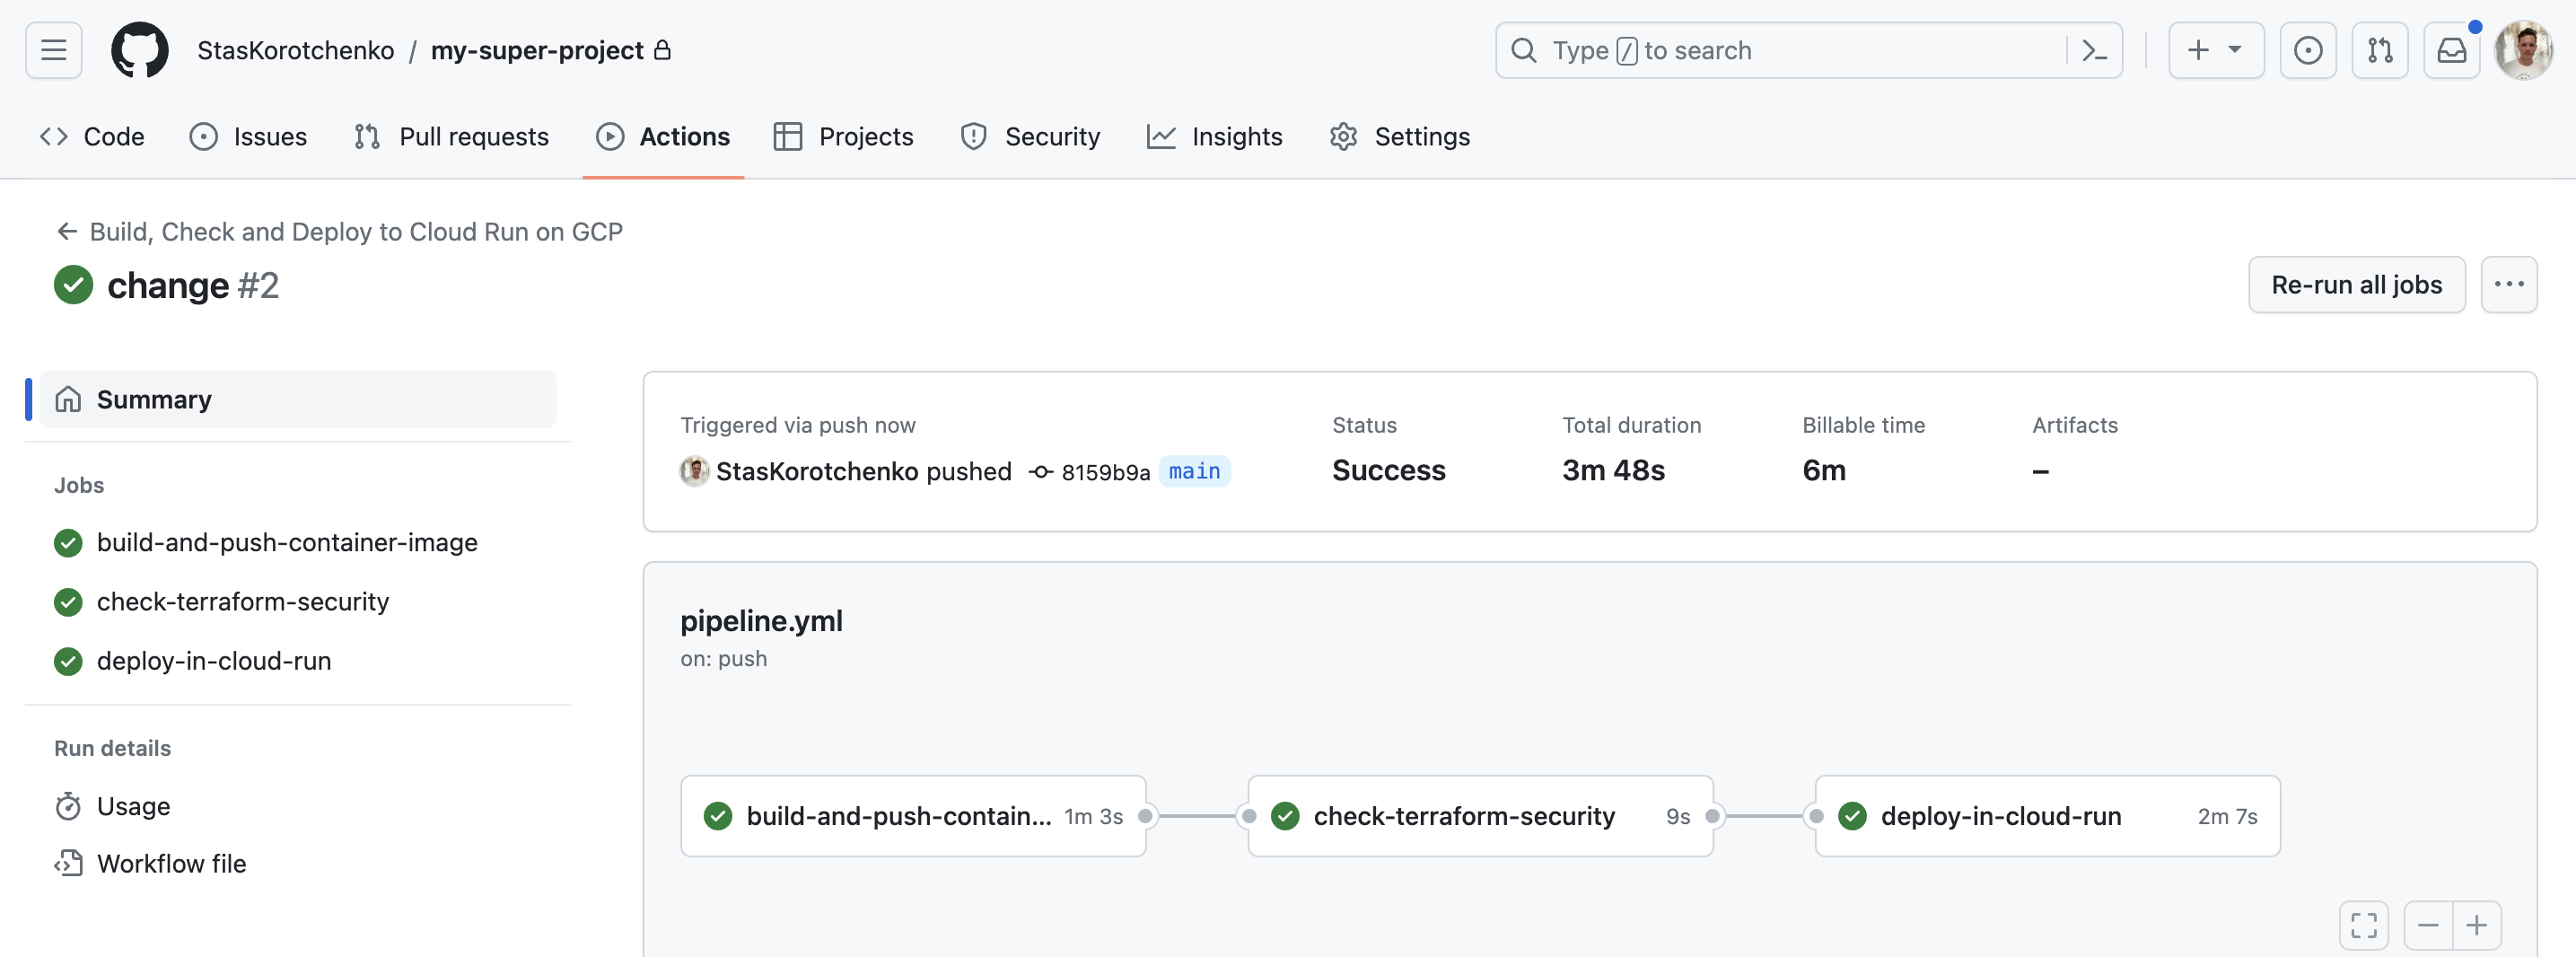 StasKorotchenko / my-super-project
Type / to search
Code Issues Pull requests Actions Projects Security Insights Settings
Build, Check and Deploy to Cloud Run on GCP
change #2
Re-run all jobs
Summary
Jobs
build-and-push-container-image
check-terraform-security
deploy-in-cloud-run
Run details
Usage
Workflow file
Triggered via push now
StasKorotchenko pushed 8159b9a main
Status
Success
Total duration
3m 48s
Billable time
6m
Artifacts
–
pipeline.yml
on: push
build-and-push-contain... 1m 3s
check-terraform-security 9s
deploy-in-cloud-run 2m 7s